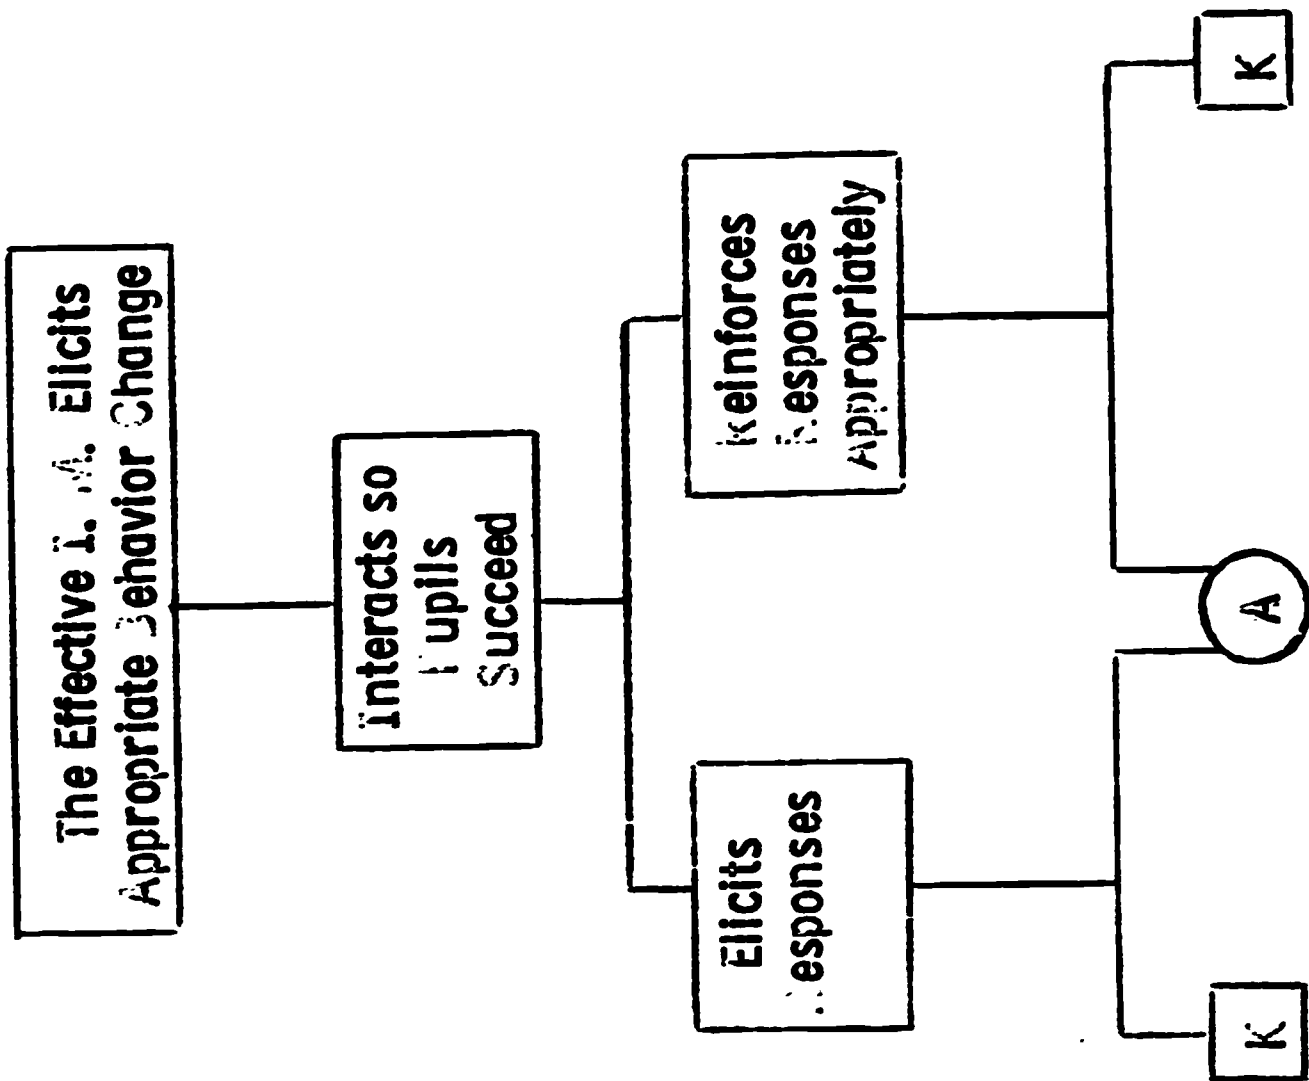 The Effective I. M. Elicits
Appropriate Behavior Change
Interacts so
Pupils
Succeed
Elicits
Responses
Reinforces
Responses
Appropriately
K
A
K